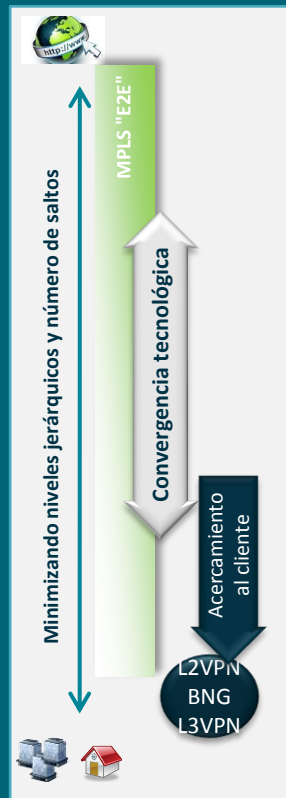 http://www.
MPLS "E2E"
Minimizando niveles jerárquicos y número de saltos
Convergencia tecnológica
Acercamiento
al cliente
L2VPN
BNG
L3VPN